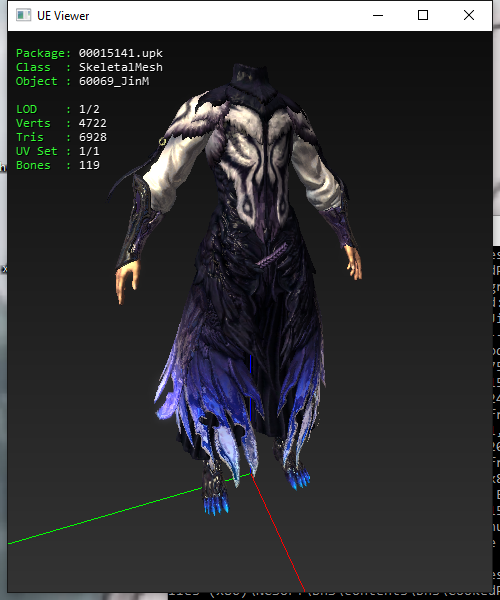 UE Viewer
Package: 00015141.upk
Class : SkeletalMesh
Object : 60069_JinM
LOD : 1/2
Verts : 4722
Tris : 6928
UV Set : 1/1
Bones : 119